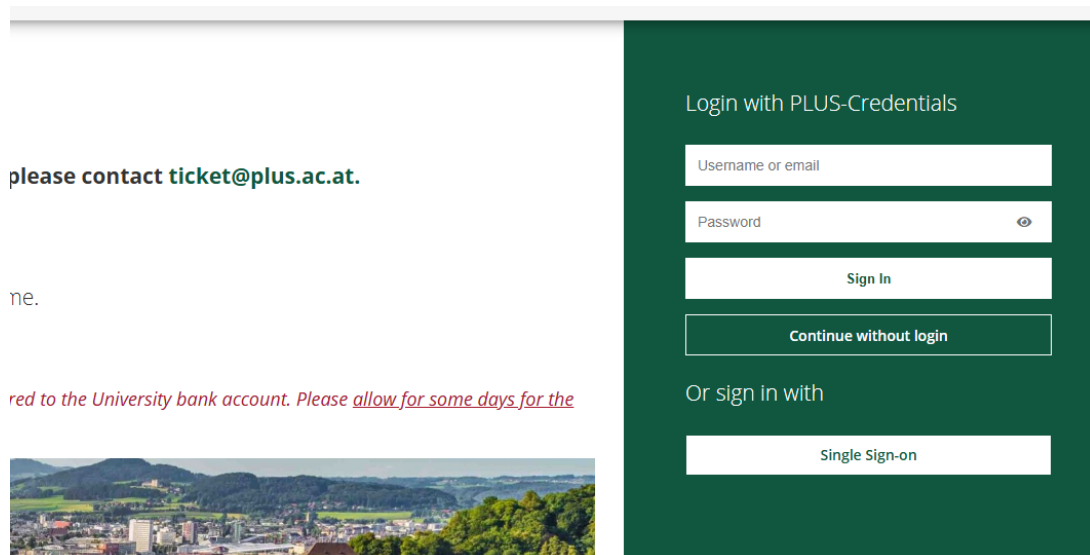 Login with PLUS-Credentials
Username or email
please contact ticket@plus.ac.at.
Password
Sign In
me.
Continue without login
Or sign in with
red to the University bank account. Please allow for some days for the
Single Sign-on